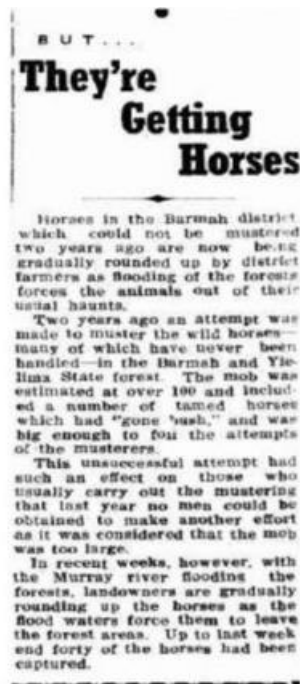 BUT...
They're
Getting
Horses
Horses in the Barmah district
which could not be mustered
two years ago are now being
gradually rounded up by district
farmers as flooding of the forests
forces the animals out of their
usual haunts.
Two years ago an attempt was
made to muster the wild horses—
many of which have never been
handled—in the Barmah and Yie-
lima State forest. The mob was
estimated at over 100 and includ-
ed a number of tamed horses
which had "gone bush," and was
big enough to foil the attempts
of the musterers.
This unsuccessful attempt had
such an effect on those who
usually carry out the mustering
that last year no men could be
obtained to make another effort
as it was considered that the mob
was too large.
In recent weeks, however, with
the Murray river flooding the
forests, landowners are gradually
rounding up the horses as the
flood waters force them to leave
the forest areas. Up to last week
end forty of the horses had been
captured.